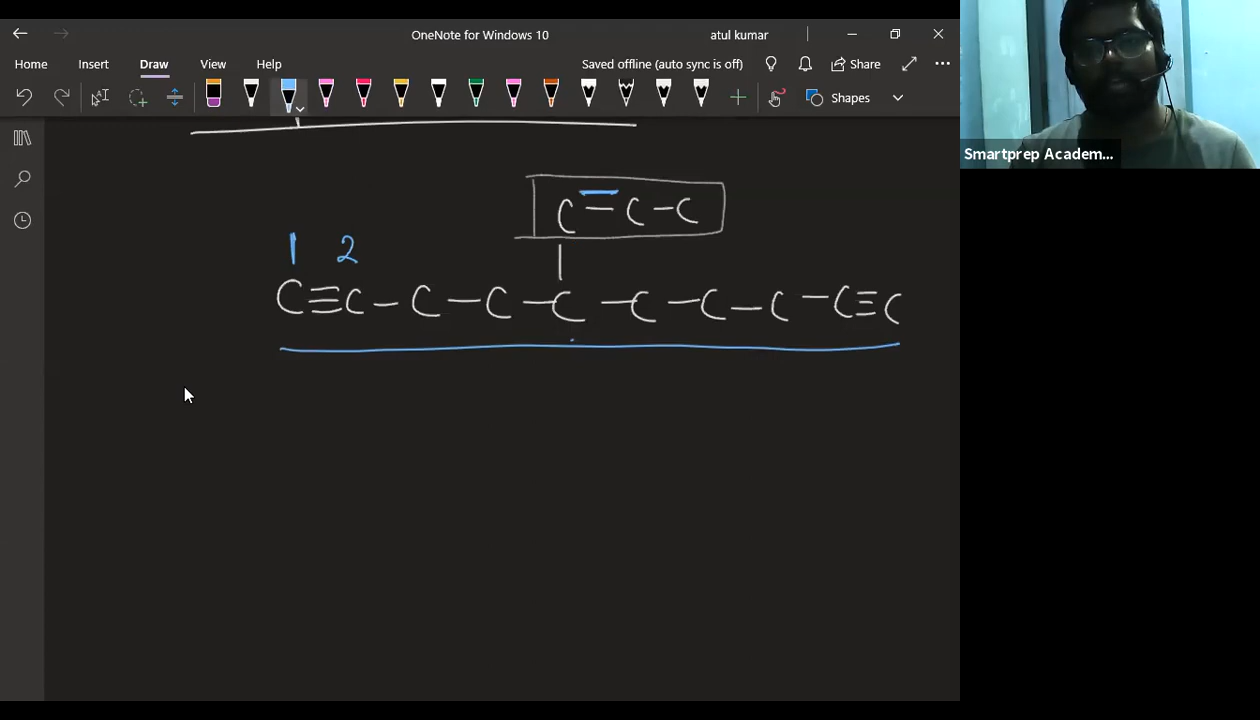 OneNote for Windows 10
atul kumar
Home Insert Draw View Help
Saved offline (auto sync is off)
Share
Shapes
Smartprep Academ...
C=C-C
1 2
C≡C-C-C-C-C-C-C-C≡C